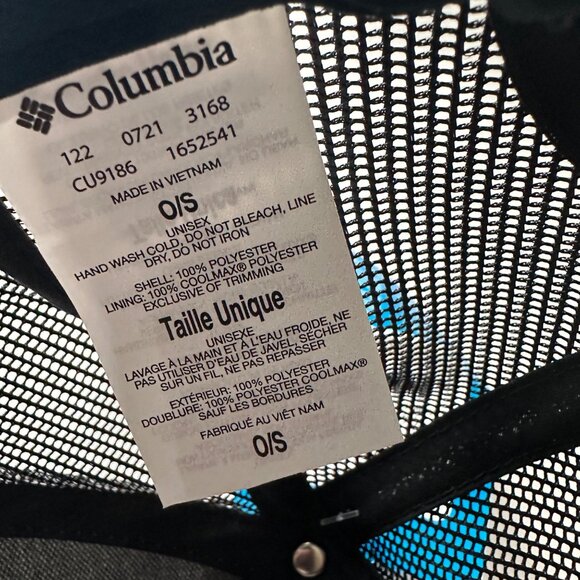 Columbia
122 0721 3168
CU9186 1652541
MADE IN VIETNAM
O/S
UNISEX
HAND WASH COLD, DO NOT BLEACH, LINE
DRY, DO NOT IRON
SHELL: 100% POLYESTER
LINING: 100% COOLMAX® POLYESTER
EXCLUSIVE OF TRIMMING
Taille Unique
UNISEXE
LAVAGE À LA MAIN ET À L'EAU FROIDE, NE
PAS UTILISER D'EAU DE JAVEL, SÉCHER
SUR UN FIL, NE PAS REPASSER
EXTÉRIEUR: 100% POLYESTER
DOUBLURE: 100% POLYESTER COOLMAX®
SAUF LES BORDURES
FABRIQUÉ AU VIÊT NAM
O/S